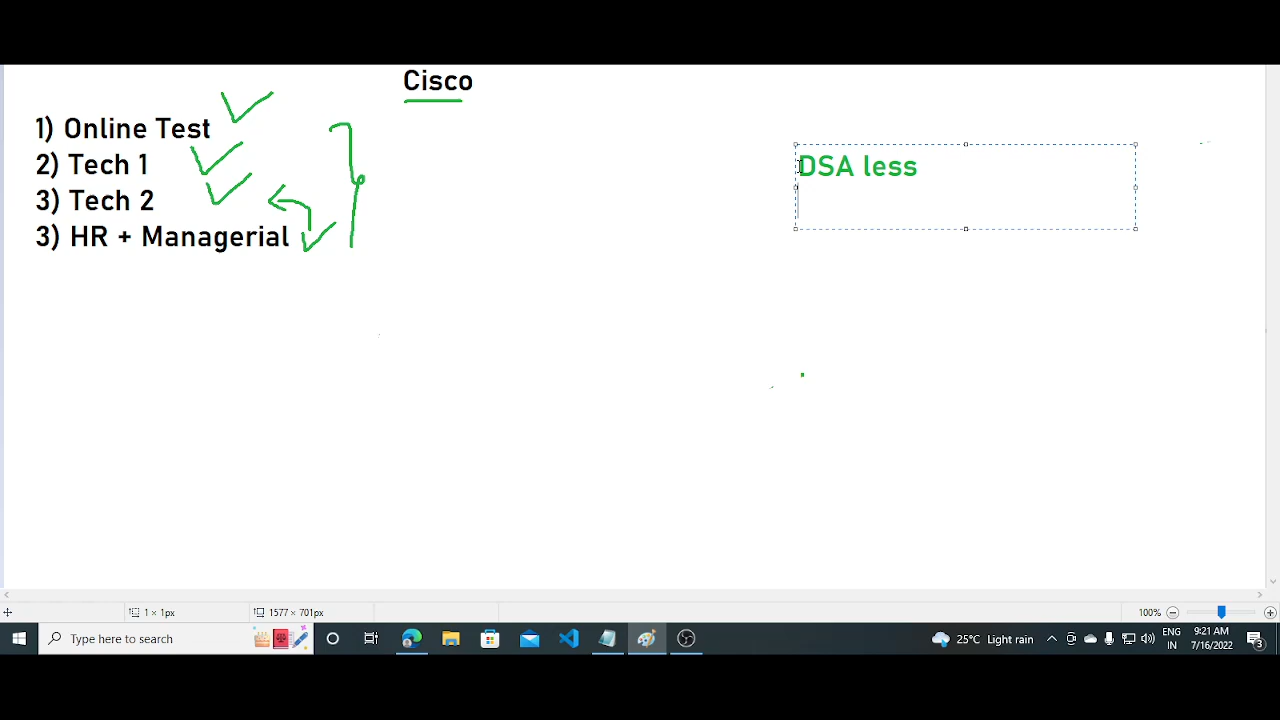 Cisco
1) Online Test
2) Tech 1
3) Tech 2
3) HR + Managerial
DSA less
1 × 1px
1577 × 701px
100%
Type here to search
25°C Light rain
ENG
IN
9:21 AM
7/16/2022
3